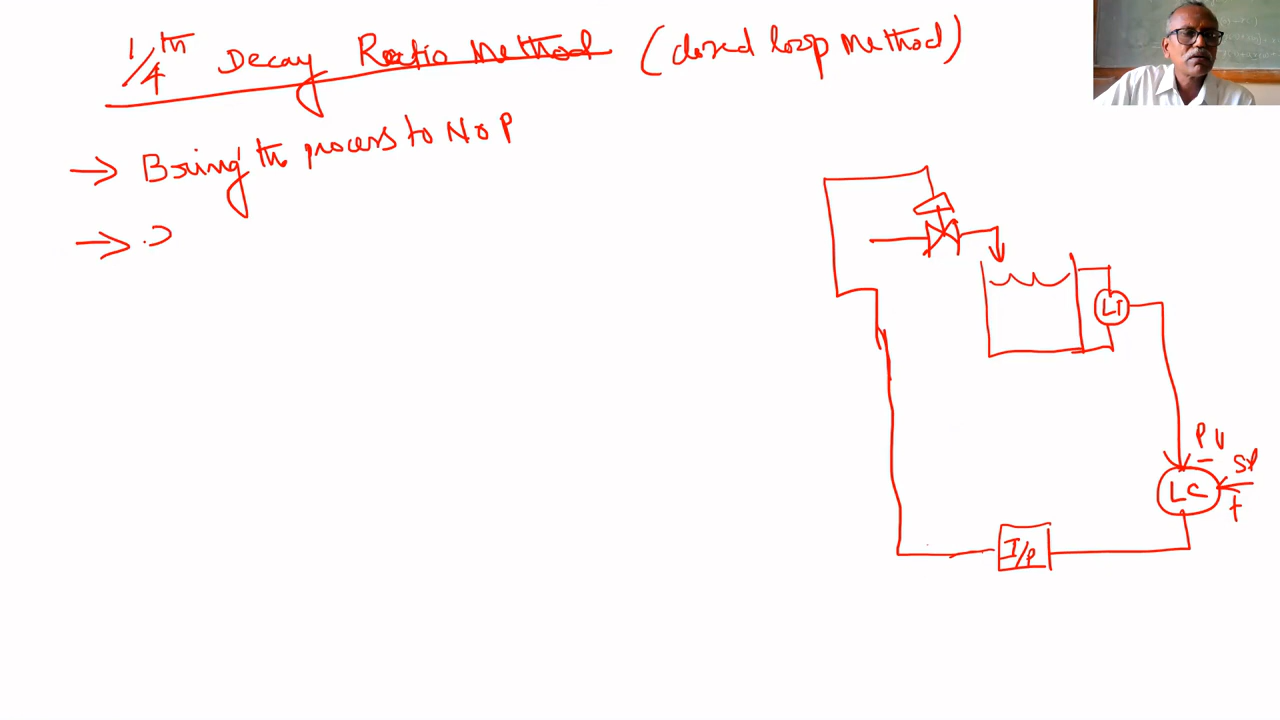 1/4th Decay Ratio Method (closed loop Method)
→ Bring the process to NOP
→
LT
PV
SP
LC
+
I/P